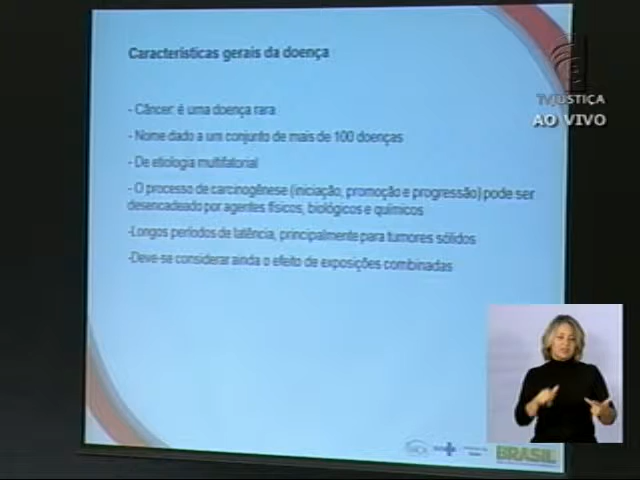 Características gerais da doença
TVJUSTIÇA
AO VIVO
- Câncer: é uma doença rara
- Nome dado a um conjunto de mais de 100 doenças
- De etiologia multifatorial
- O processo de carcinogênese (iniciação, promoção e progressão) pode ser
desencadeado por agentes físicos, biológicos e químicos
-Longos períodos de latência, principalmente para tumores sólidos
-Deve-se considerar ainda o efeito de exposições combinadas
BRASIL